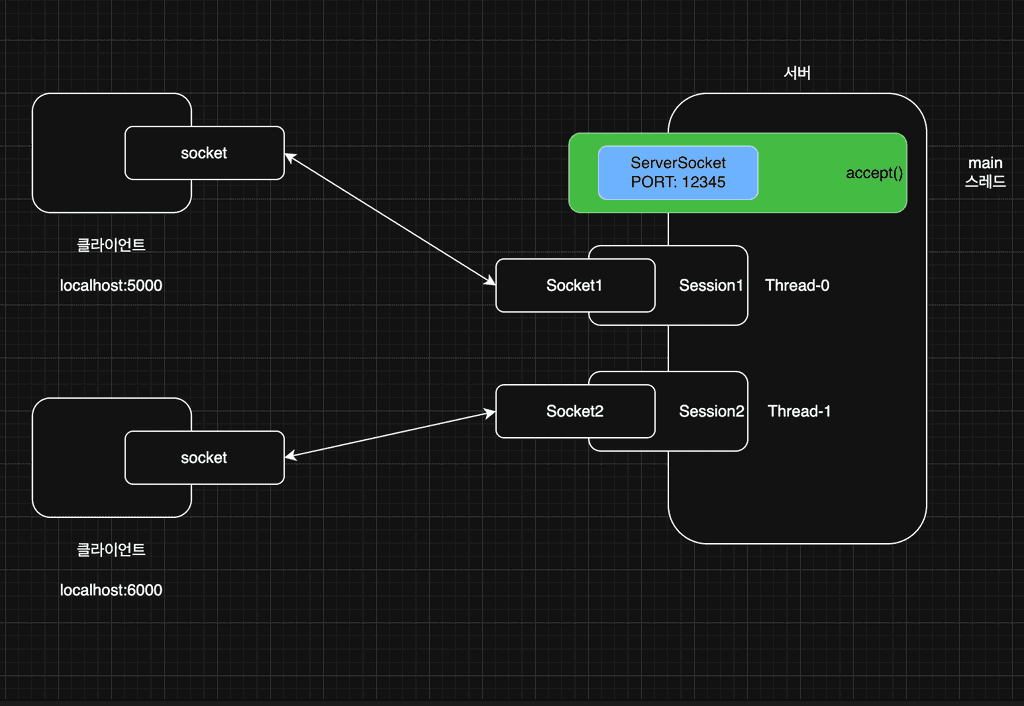 서버
socket
ServerSocket
PORT: 12345
accept()
main
스레드
클라이언트
localhost:5000
Socket1
Session1
Thread-0
Socket2
Session2
Thread-1
socket
클라이언트
localhost:6000